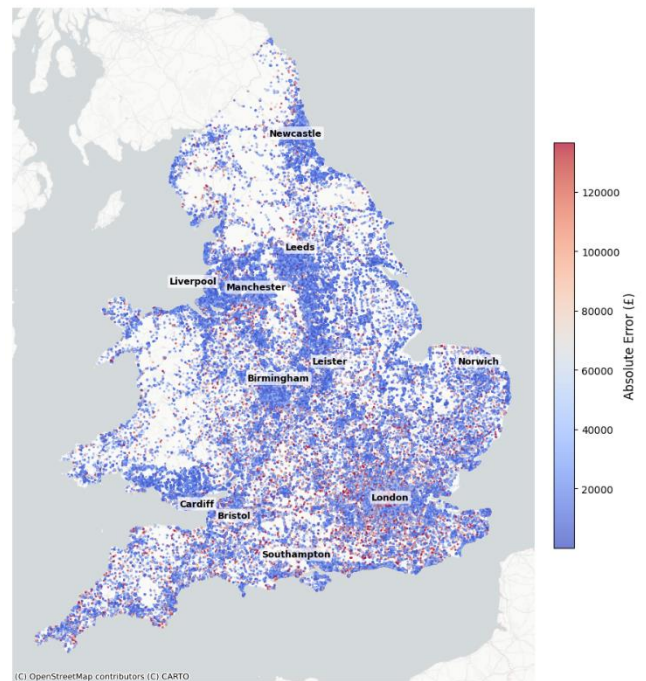 Newcastle
Leeds
Liverpool
Manchester
Leister
Norwich
Birmingham
London
Cardiff
Bristol
Southampton
120000
100000
80000
60000
40000
20000
Absolute Error (£)
(C) OpenStreetMap contributors (C) CARTO